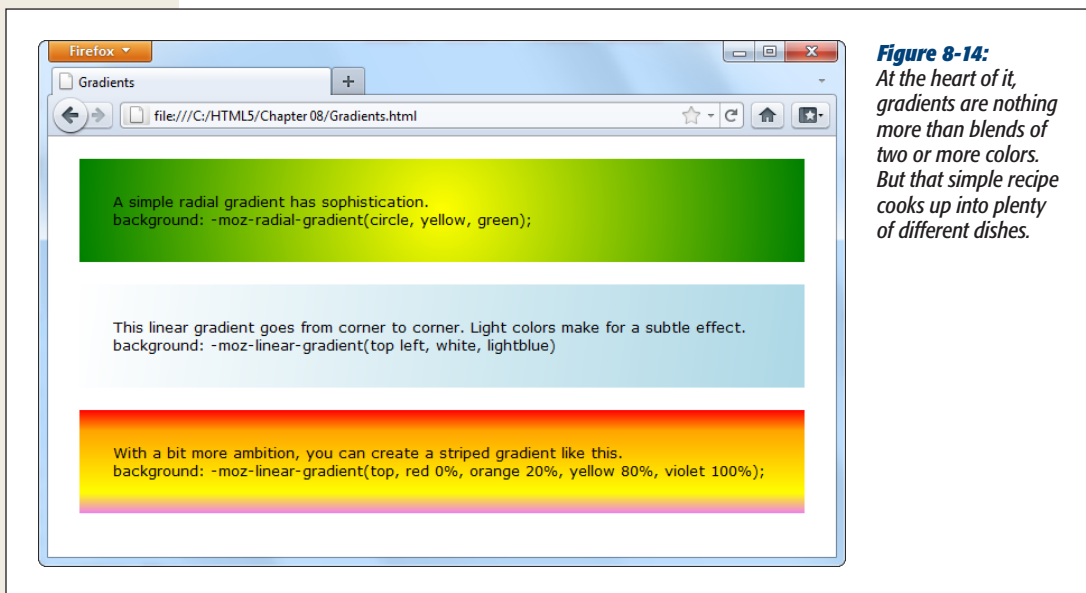 Firefox
Gradients
file:///C:/HTML5/Chapter 08/Gradients.html
A simple radial gradient has sophistication.
background: -moz-radial-gradient(circle, yellow, green);
This linear gradient goes from corner to corner. Light colors make for a subtle effect.
background: -moz-linear-gradient(top left, white, lightblue)
With a bit more ambition, you can create a striped gradient like this.
background: -moz-linear-gradient(top, red 0%, orange 20%, yellow 80%, violet 100%);
Figure 8-14:
At the heart of it,
gradients are nothing
more than blends of
two or more colors.
But that simple recipe
cooks up into plenty
of different dishes.